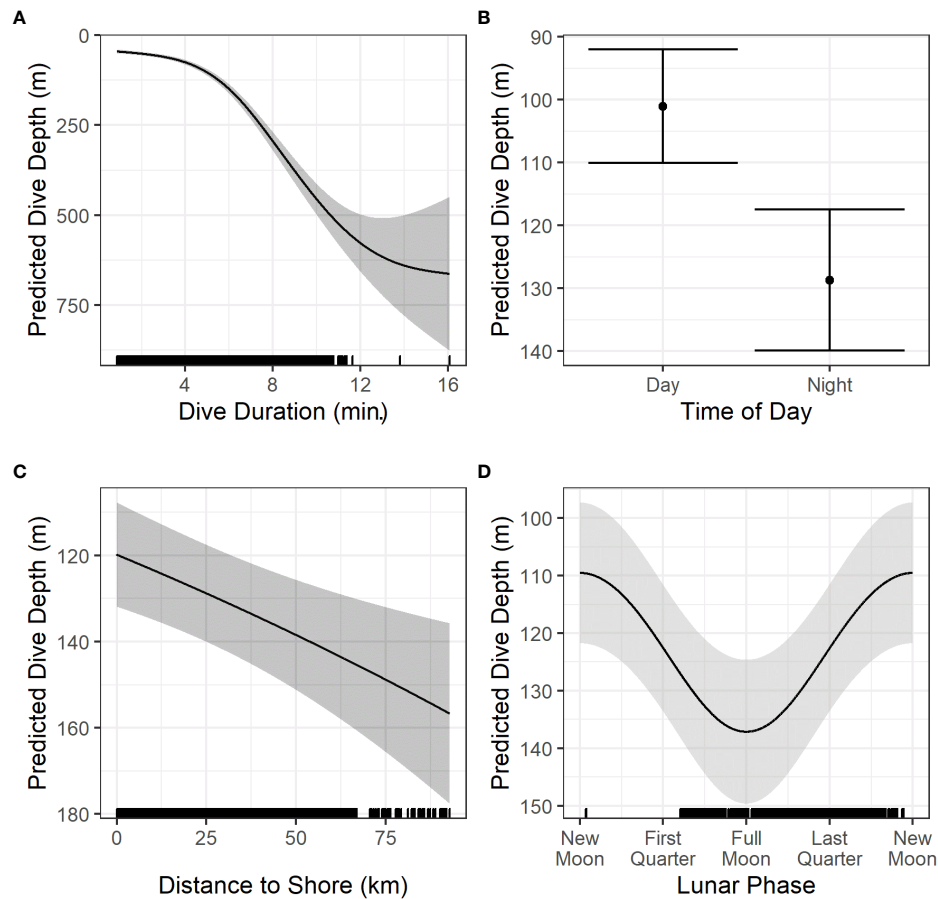 A
Predicted Dive Depth (m)
0
250
500
750
4 8 12 16
Dive Duration (min.)
B
Predicted Dive Depth (m)
90
100
110
120
130
140
Day Night
Time of Day
C
Predicted Dive Depth (m)
120
140
160
180
0 25 50 75
Distance to Shore (km)
D
Predicted Dive Depth (m)
100
110
120
130
140
150
New First Full Last New
Moon Quarter Moon Quarter Moon
Lunar Phase